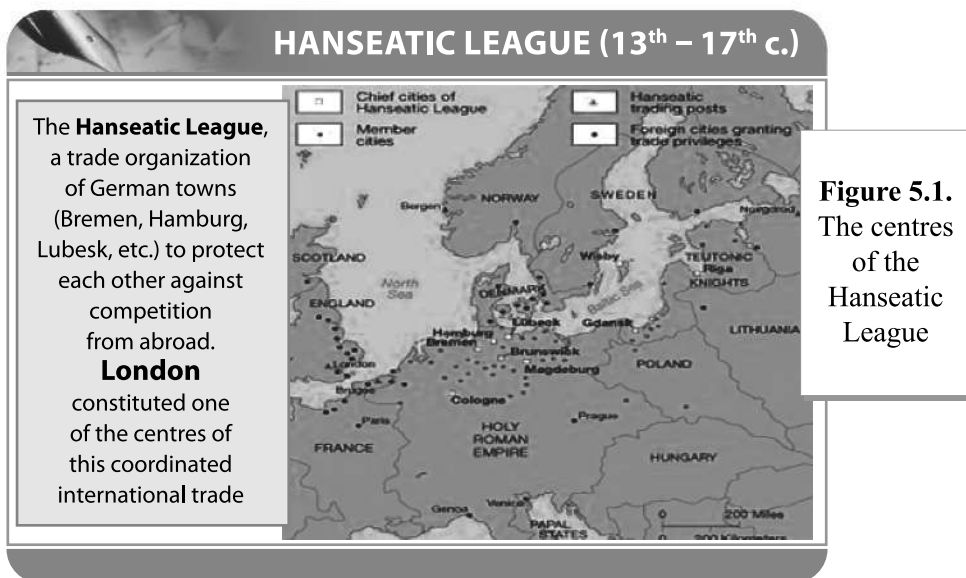 HANSEATIC LEAGUE (13th – 17th c.)
The Hanseatic League,
a trade organization
of German towns
(Bremen, Hamburg,
Lubesk, etc.) to protect
each other against
competition
from abroad.
London
constituted one
of the centres of
this coordinated
international trade
Chief cities of
Hanseatic League
Member
cities
Hanseatic
trading posts
Foreign cities granting
trade privileges
Bergen
NORWAY
SWEDEN
Novgorod
SCOTLAND
North
Sea
Wisby
TEUTONIC
Riga
KNIGHTS
DENMARK
Baltic Sea
ENGLAND
Lübeck
Gdansk
LITHUANIA
Hamburg
Bremen
Brunswick
Magdeburg
POLAND
London
Bruges
Cologne
Paris
Prague
HOLY
ROMAN
EMPIRE
FRANCE
HUNGARY
Venice
Genoa
PAPAL
STATES
0
200 Miles
0
200 Kilometers
Figure 5.1.
The centres
of the
Hanseatic
League